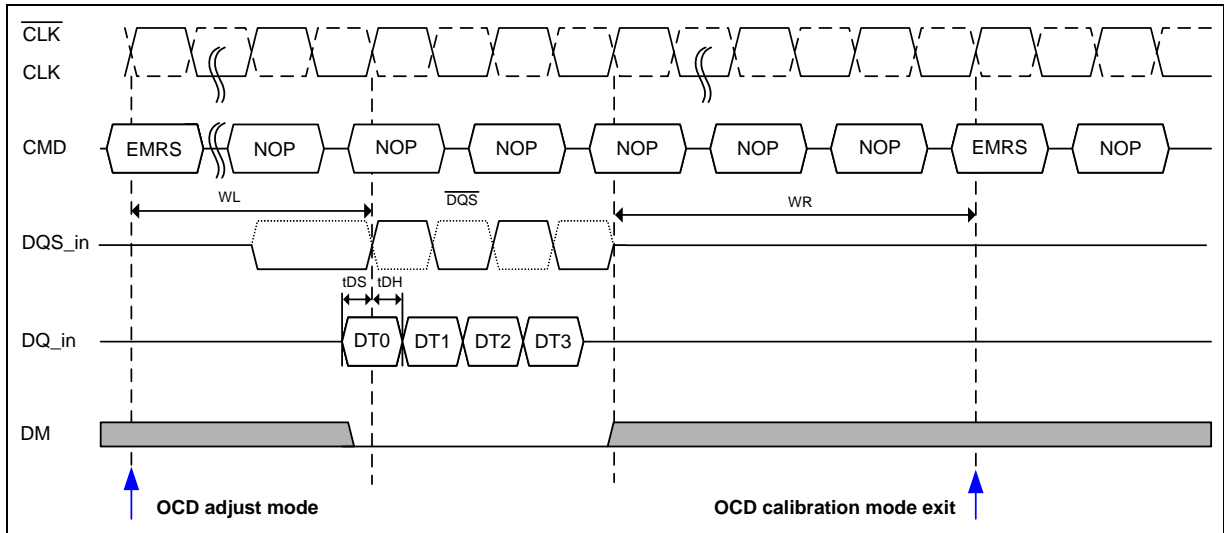 CLK
CLK
CMD
EMRS NOP NOP NOP NOP NOP NOP EMRS NOP
WL DQS WR
DQS_in
tDS tDH
DQ_in DT0 DT1 DT2 DT3
DM
OCD adjust mode OCD calibration mode exit